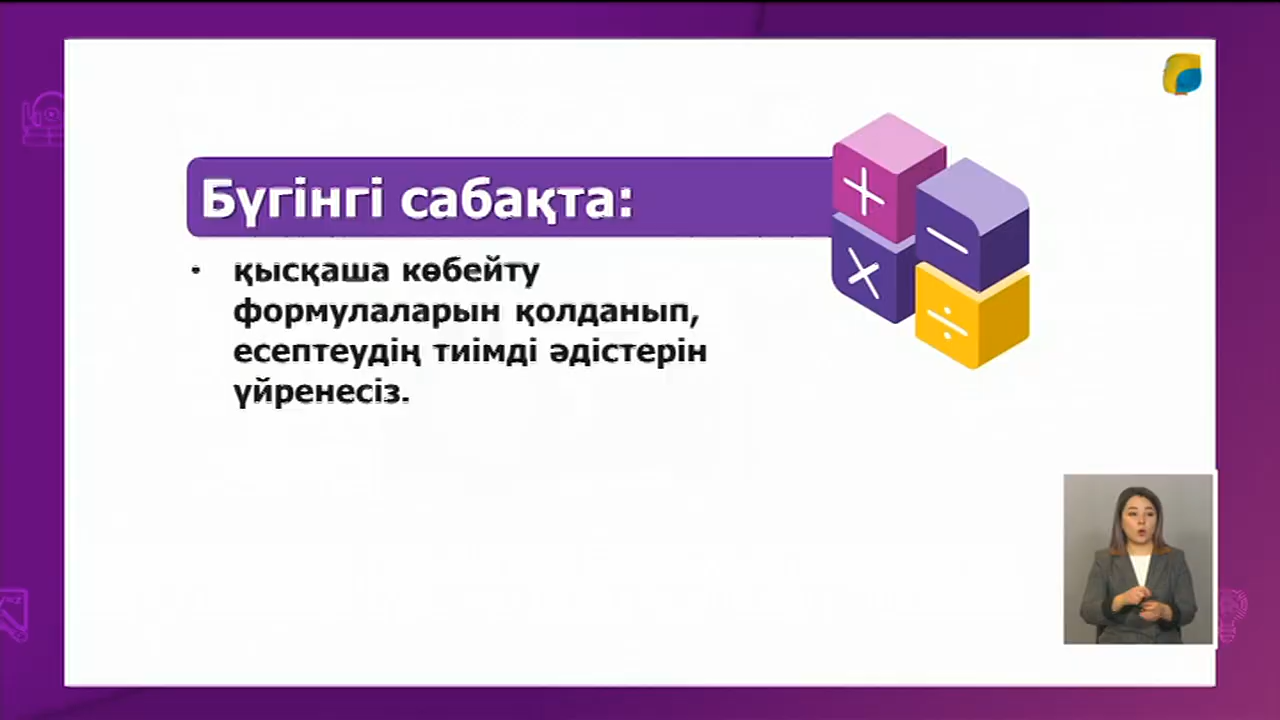 Бүгінгі сабақта:
• қысқаша көбейту
формулаларын қолданып,
есептеудің тиімді әдістерін
үйренесіз.